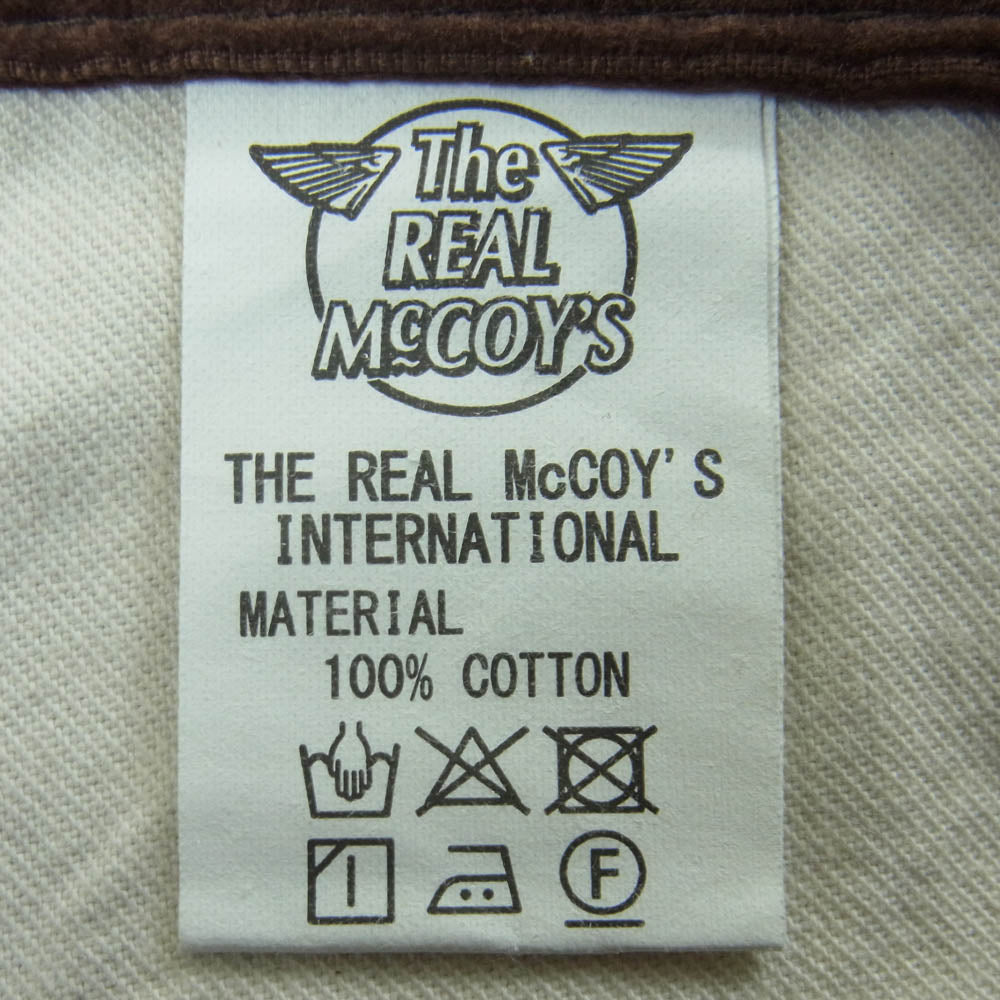 The
REAL
McCOY'S
THE REAL McCOY'S
INTERNATIONAL
MATERIAL
100% COTTON
F